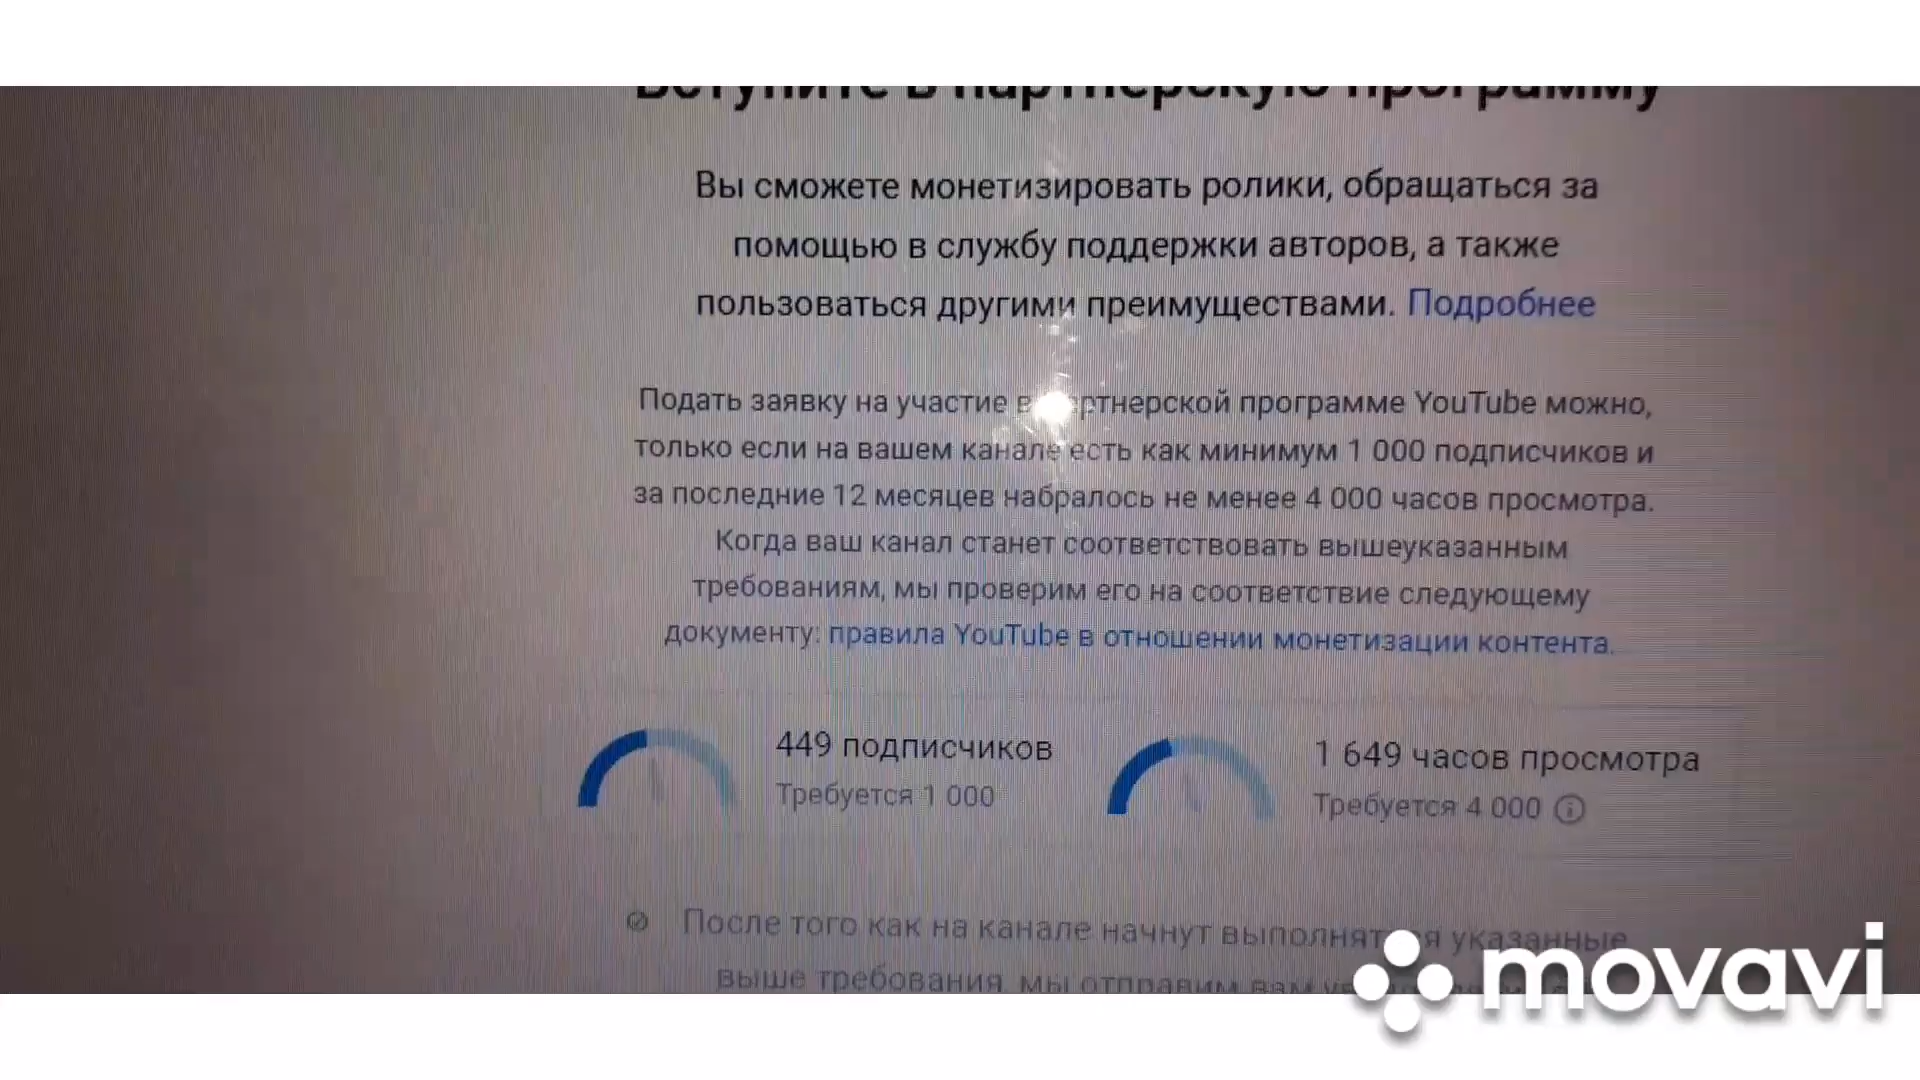 Вступите в партнерскую программу
Вы сможете монетизировать ролики, обращаться за
помощью в службу поддержки авторов, а также
пользоваться другими преимуществами. Подробнее
Подать заявку на участие в партнерской программе YouTube можно,
только если на вашем канале есть как минимум 1 000 подписчиков и
за последние 12 месяцев набралось не менее 4 000 часов просмотра.
Когда ваш канал станет соответствовать вышеуказанным
требованиям, мы проверим его на соответствие следующему
документу: правила YouTube в отношении монетизации контента.
449 подписчиков
Требуется 1 000
1 649 часов просмотра
Требуется 4 000
После того как на канале начнут выполняться указанные
выше требования, мы отправим вам
movavi